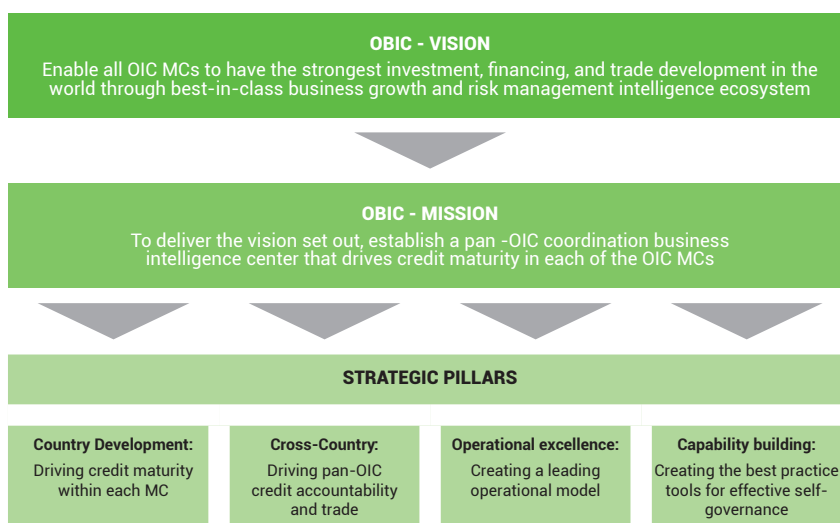 OBIC - VISION
Enable all OIC MCs to have the strongest investment, financing, and trade development in the
world through best-in-class business growth and risk management intelligence ecosystem
OBIC - MISSION
To deliver the vision set out, establish a pan -OIC coordination business
intelligence center that drives credit maturity in each of the OIC MCs
STRATEGIC PILLARS
Country Development:
Driving credit maturity
within each MC
Cross-Country:
Driving pan-OIC
credit accountability
and trade
Operational excellence:
Creating a leading
operational model
Capability building:
Creating the best practice
tools for effective self-
governance